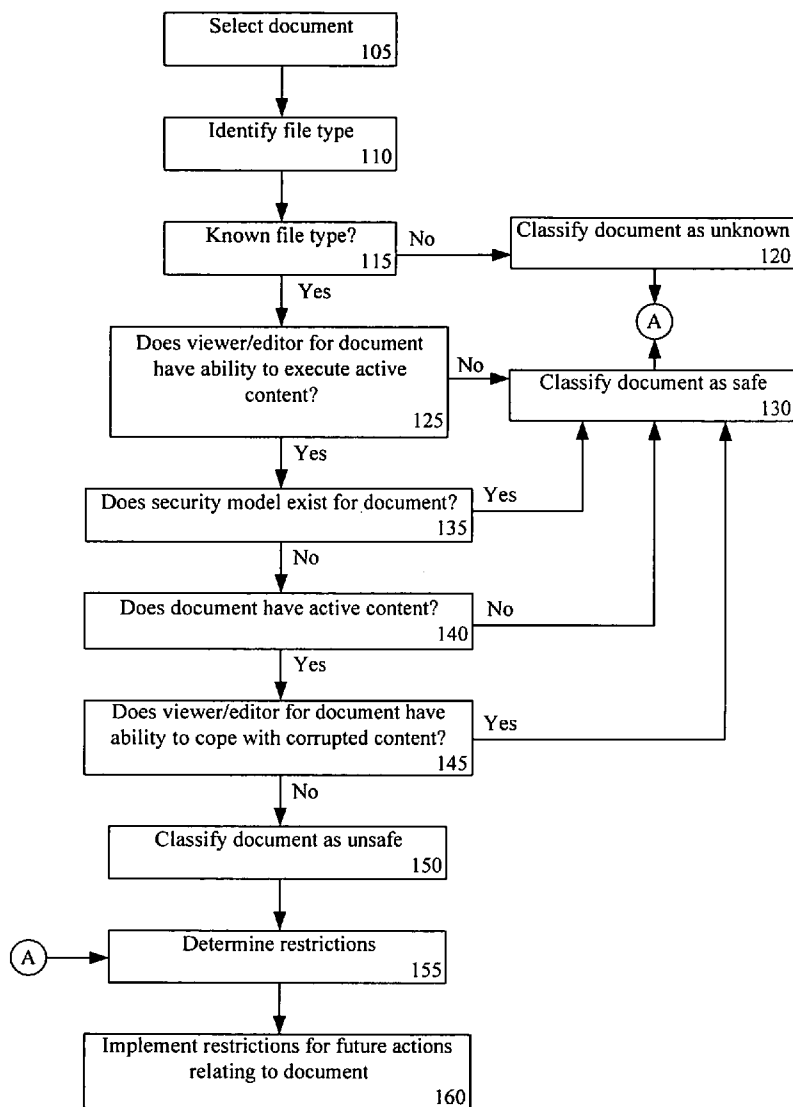 Select document
105
Identify file type
110
Known file type?
115
No
Classify document as unknown
120
Yes
A
Does viewer/editor for document
have ability to execute active
content?
125
No
Classify document as safe
130
Yes
Does security model exist for document?
135
Yes
No
Does document have active content?
140
No
Yes
Does viewer/editor for document have
ability to cope with corrupted content?
145
Yes
No
Classify document as unsafe
150
A
Determine restrictions
155
Implement restrictions for future actions
relating to document
160